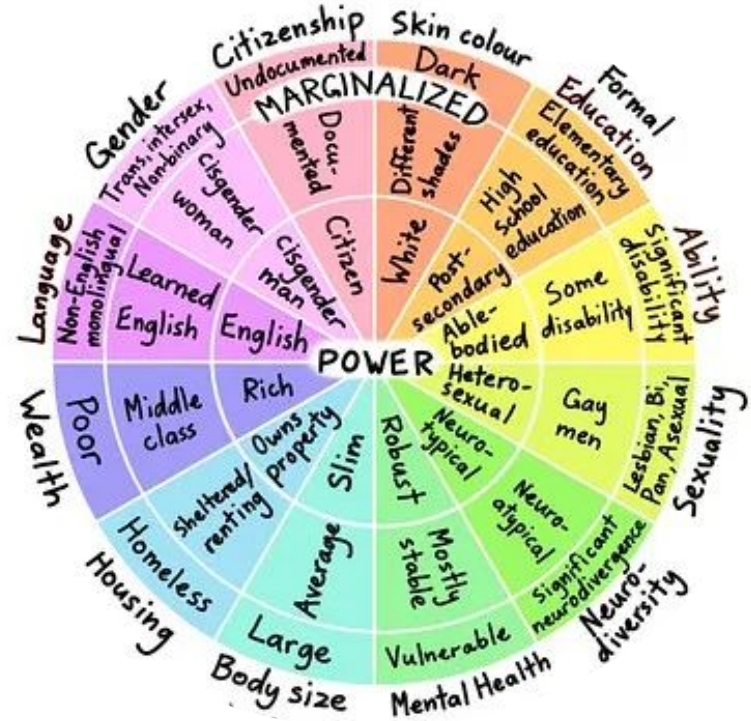 Citizenship
Undocumented
Docu-
mented
Citizen
Skin colour
Dark
Different
shades
White
Formal
Education
Elementary
education
High
school
education
Post-
secondary
Ability
Significant
disability
Some
disability
Able-
bodied
Sexuality
Lesbian, Bi,
Pan, Asexual
Gay
men
Hetero-
sexual
Neuro-
diversity
Significant
neurodivergence
Neuro-
atypical
Neuro-
typical
Mental Health
Vulnerable
Mostly
stable
Robust
Body size
Large
Average
Slim
Housing
Homeless
Sheltered/
renting
Owns
property
Wealth
Poor
Middle
class
Rich
Language
Non-English
monolingual
Learned
English
English
Gender
Trans, intersex,
Non-binary
cisgender
woman
cisgender
man
MARGINALIZED
POWER